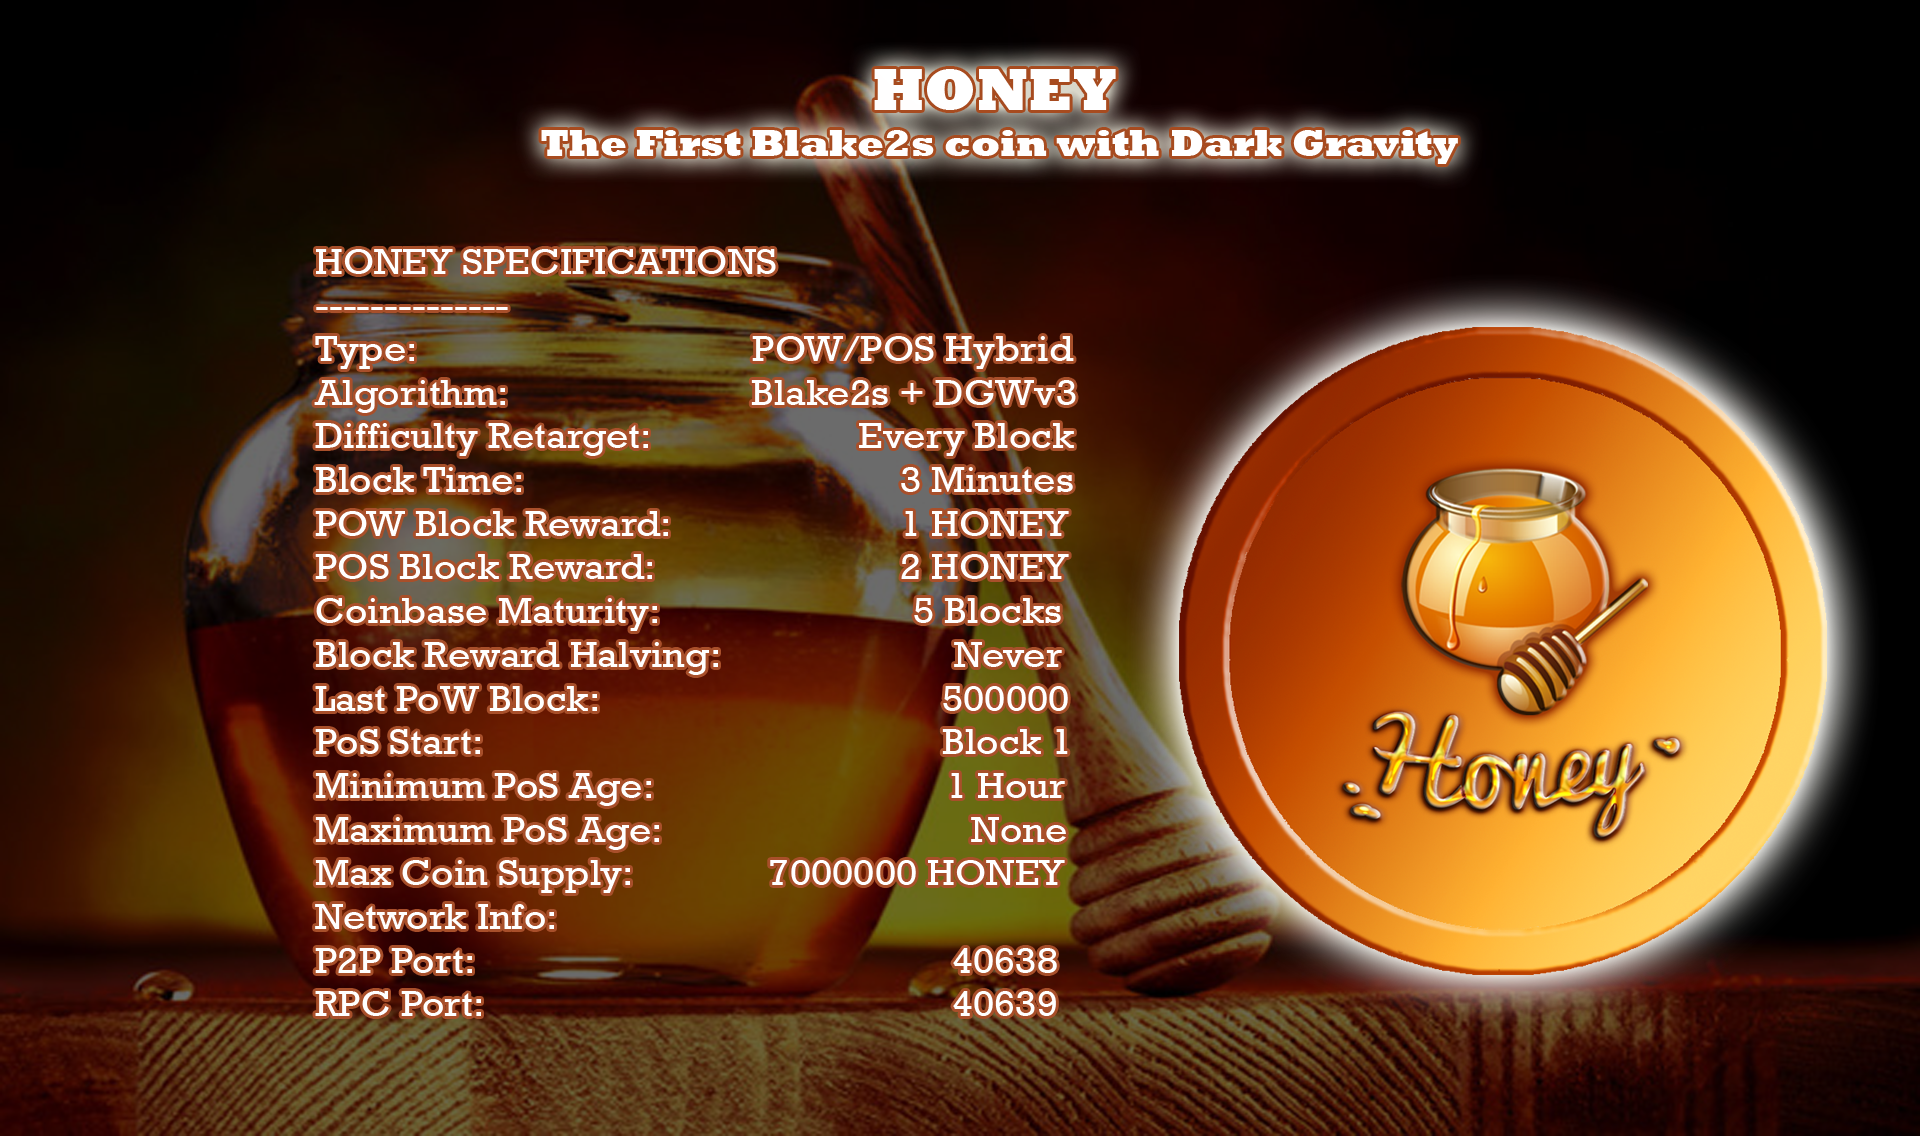 HONEY
The First Blake2s coin with Dark Gravity
HONEY SPECIFICATIONS
--------------
Type: POW/POS Hybrid
Algorithm: Blake2s + DGWv3
Difficulty Retarget: Every Block
Block Time: 3 Minutes
POW Block Reward: 1 HONEY
POS Block Reward: 2 HONEY
Coinbase Maturity: 5 Blocks
Block Reward Halving: Never
Last PoW Block: 500000
PoS Start: Block 1
Minimum PoS Age: 1 Hour
Maximum PoS Age: None
Max Coin Supply: 7000000 HONEY
Network Info:
P2P Port: 40638
RPC Port: 40639
Honey